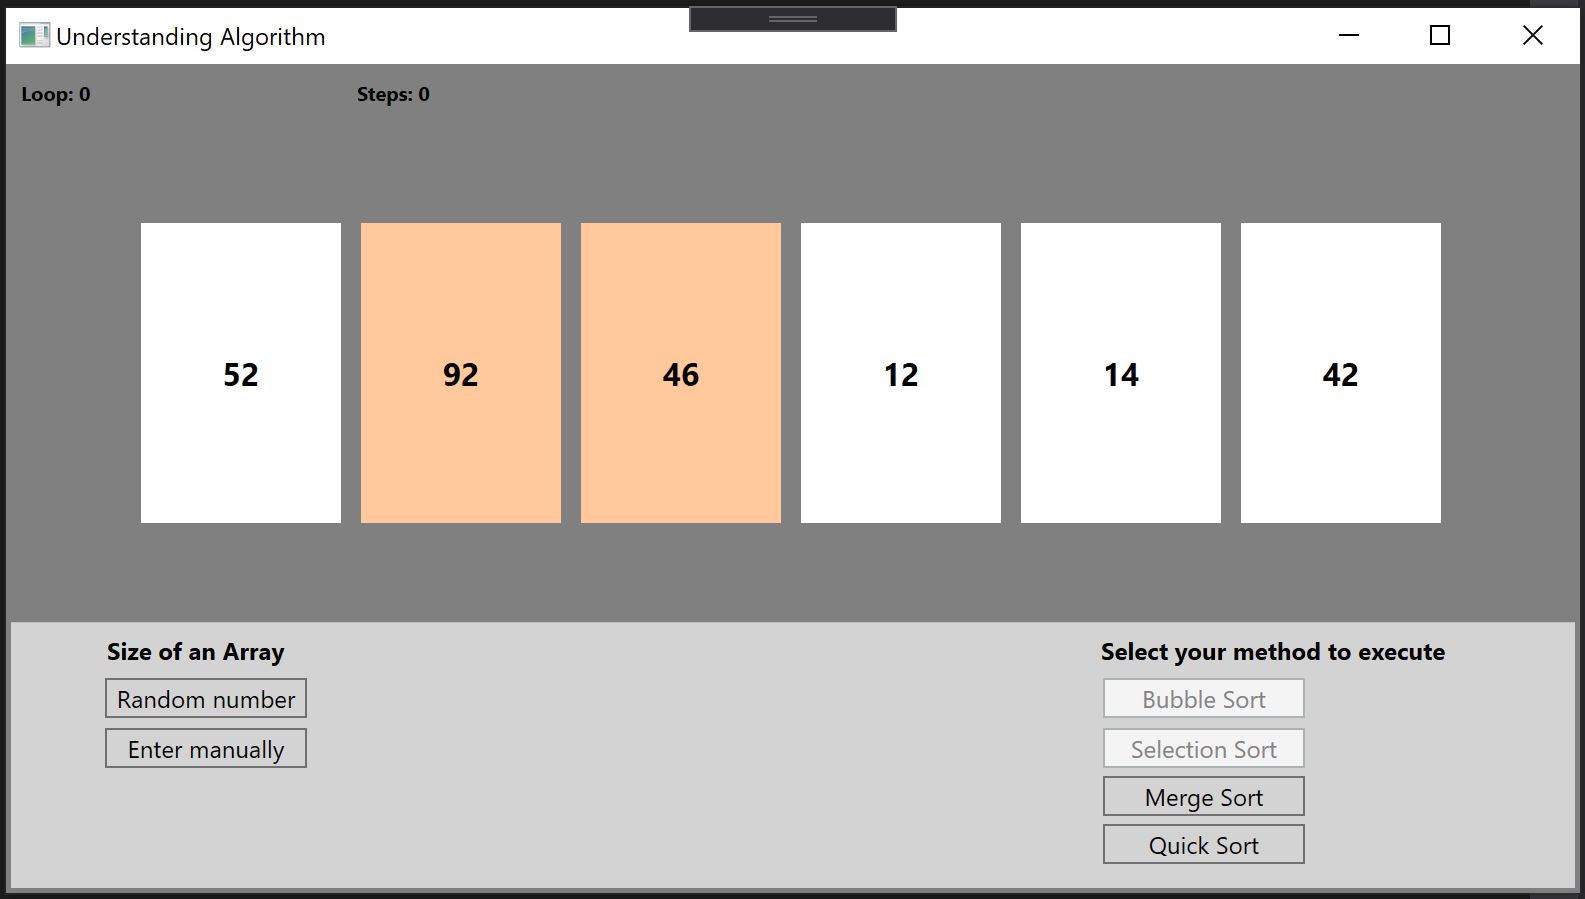 Understanding Algorithm
Loop: 0 Steps: 0
52 92 46 12 14 42
Size of an Array
Random number
Enter manually
Select your method to execute
Bubble Sort
Selection Sort
Merge Sort
Quick Sort